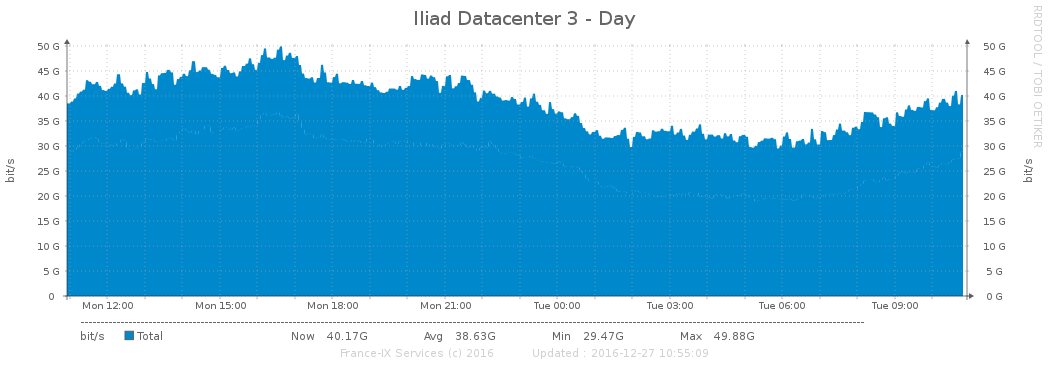 Iliad Datacenter 3 - Day
RRDTOOL / TOBI OETIKER
bit/s
50 G 50 G
45 G 45 G
40 G 40 G
35 G 35 G
30 G 30 G
25 G 25 G
20 G 20 G
15 G 15 G
10 G 10 G
5 G 5 G
0 0 G
bit/s
Mon 12:00 Mon 15:00 Mon 18:00 Mon 21:00 Tue 00:00 Tue 03:00 Tue 06:00 Tue 09:00
bit/s Total Now 40.17G Avg 38.63G Min 29.47G Max 49.88G
France-IX Services (c) 2016 Updated : 2016-12-27 10:55:09